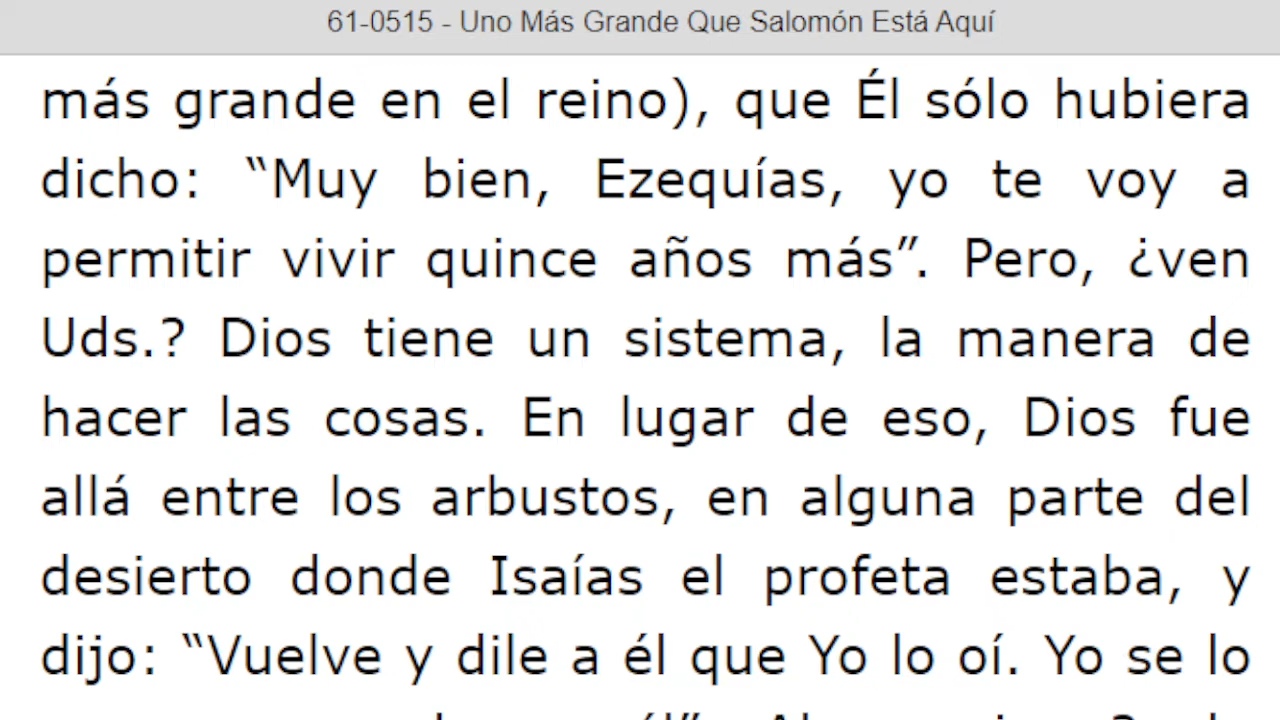 61-0515 - Uno Más Grande Que Salomón Está Aquí
más grande en el reino), que Él sólo hubiera
dicho: “Muy bien, Ezequías, yo te voy a
permitir vivir quince años más”. Pero, ¿ven
Uds.? Dios tiene un sistema, la manera de
hacer las cosas. En lugar de eso, Dios fue
allá entre los arbustos, en alguna parte del
desierto donde Isaías el profeta estaba, y
dijo: “Vuelve y dile a él que Yo lo oí. Yo se lo